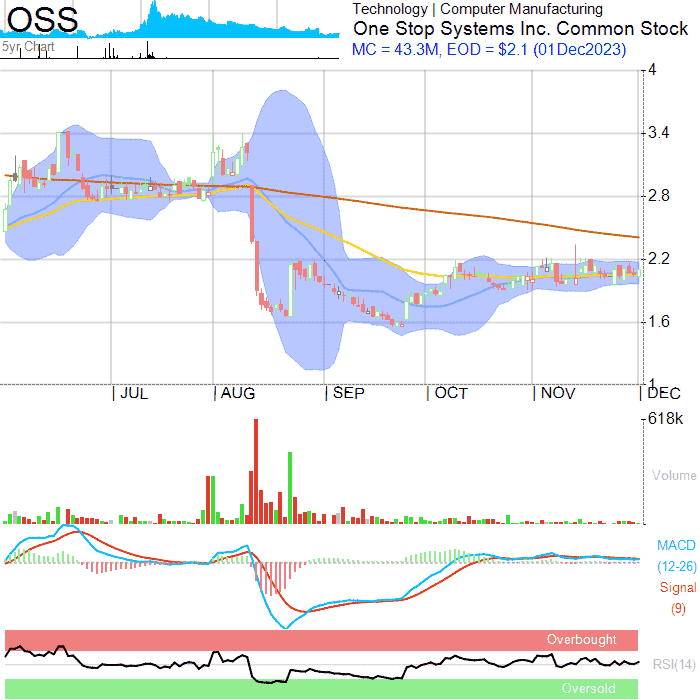 OSS
5yr Chart
Technology | Computer Manufacturing
One Stop Systems Inc. Common Stock
MC = 43.3M, EOD = $2.1 (01Dec2023)
4
3.4
2.8
2.2
1.6
1
JUL
AUG
SEP
OCT
NOV
DEC
618k
Volume
MACD
(12-26)
Signal
(9)
Overbought
RSI(14)
Oversold